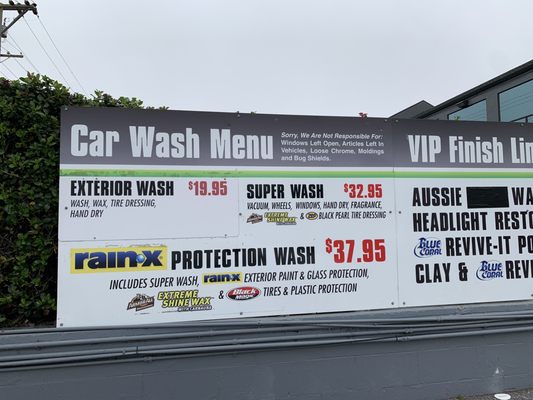 Car Wash Menu
Sorry, We Are Not Responsible For:
Windows Left Open, Articles Left In
Vehicles, Loose Chrome, Moldings
and Bug Shields.
VIP Finish Lin
EXTERIOR WASH $19.95
WASH, WAX, TIRE DRESSING,
HAND DRY
SUPER WASH $32.95
VACUUM, WHEELS, WINDOWS, HAND DRY, FRAGRANCE,
EXTREME SHINE WAX & BLACK PEARL TIRE DRESSING
rain-x PROTECTION WASH $37.95
INCLUDES SUPER WASH, rain-x EXTERIOR PAINT & GLASS PROTECTION,
EXTREME SHINE WAX & Black Magic TIRES & PLASTIC PROTECTION
AUSSIE WA
HEADLIGHT RESTO
BLUE CORAL REVIVE-IT PO
CLAY & BLUE CORAL REVI